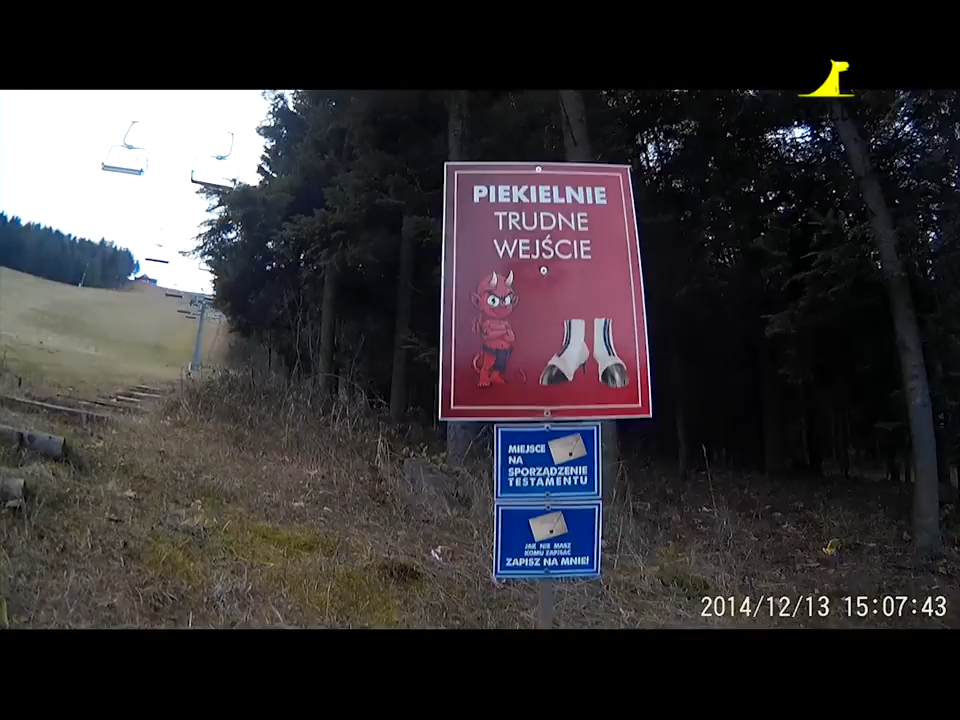 PIEKIELNIE
TRUDNE
WEJŚCIE
MIEJSCE
NA
SPORZĄDZENIE
TESTAMENTU
JAK NIE MASZ
KOMU ZAPISAĆ
ZAPISZ NA MNIE!
2014/12/13 15:07:43